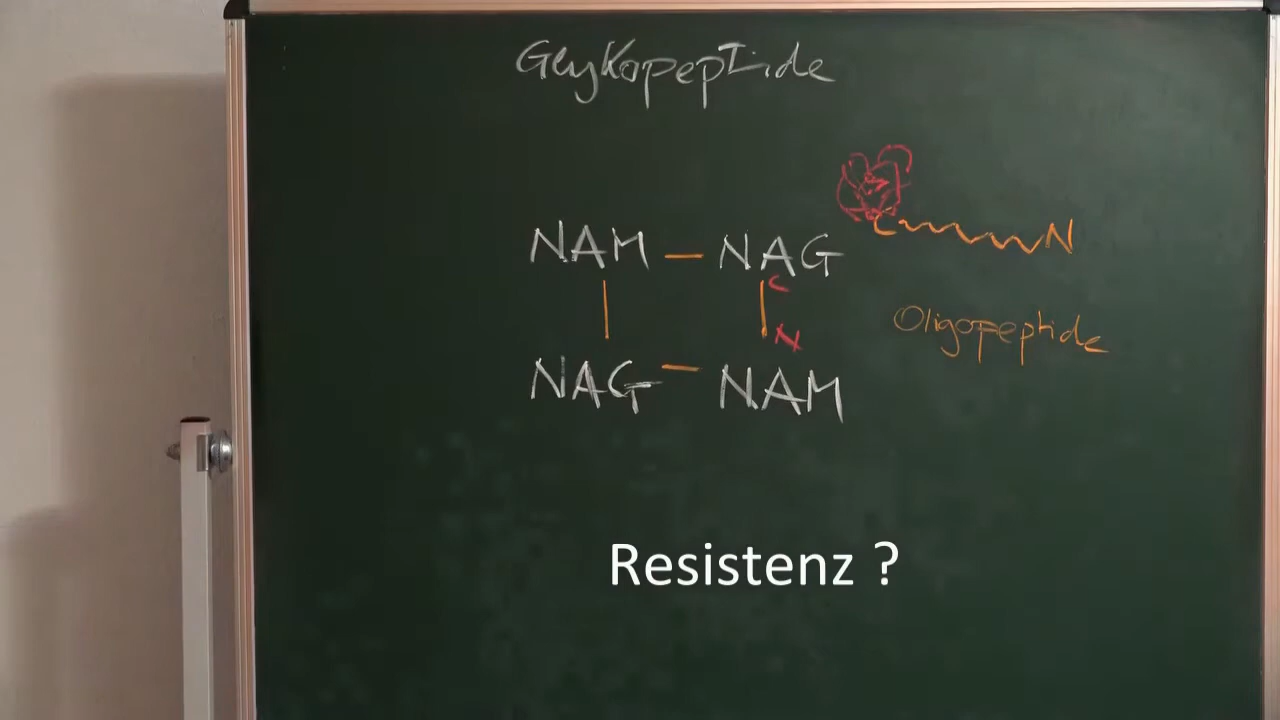 Glykopeptide
NAM – NAG
C
N
C N
Oligopeptide
NAG – NAM
Resistenz ?